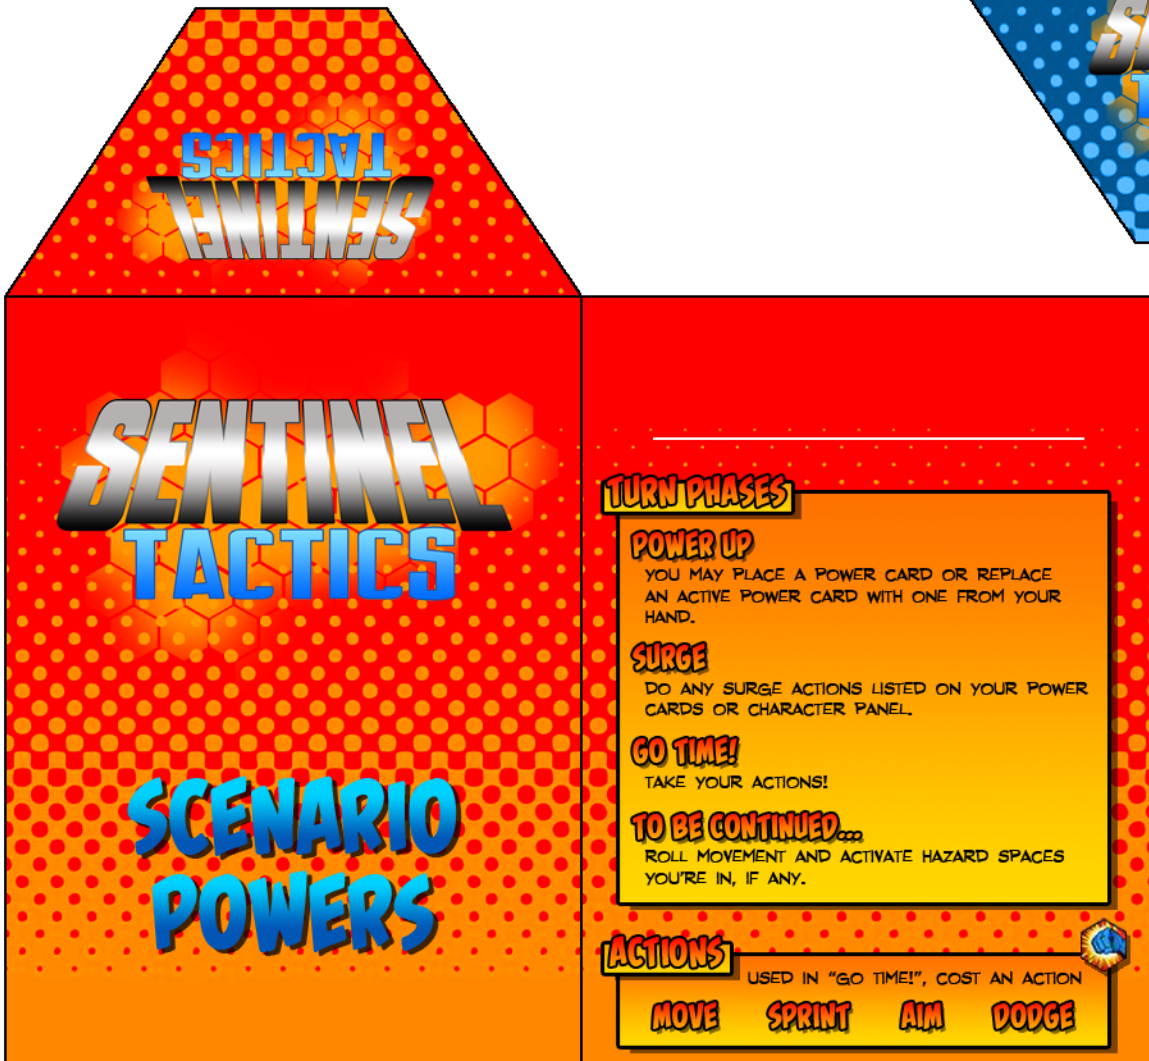 TACTICS
SENTINEL
SENTINEL
TACTICS
SCENARIO
POWERS
TURN PHASES
POWER UP
YOU MAY PLACE A POWER CARD OR REPLACE
AN ACTIVE POWER CARD WITH ONE FROM YOUR
HAND.
SURGE
DO ANY SURGE ACTIONS LISTED ON YOUR POWER
CARDS OR CHARACTER PANEL.
GO TIME!
TAKE YOUR ACTIONS!
TO BE CONTINUED...
ROLL MOVEMENT AND ACTIVATE HAZARD SPACES
YOU'RE IN, IF ANY.
ACTIONS
USED IN "GO TIME!", COST AN ACTION
MOVE SPRINT AIM DODGE